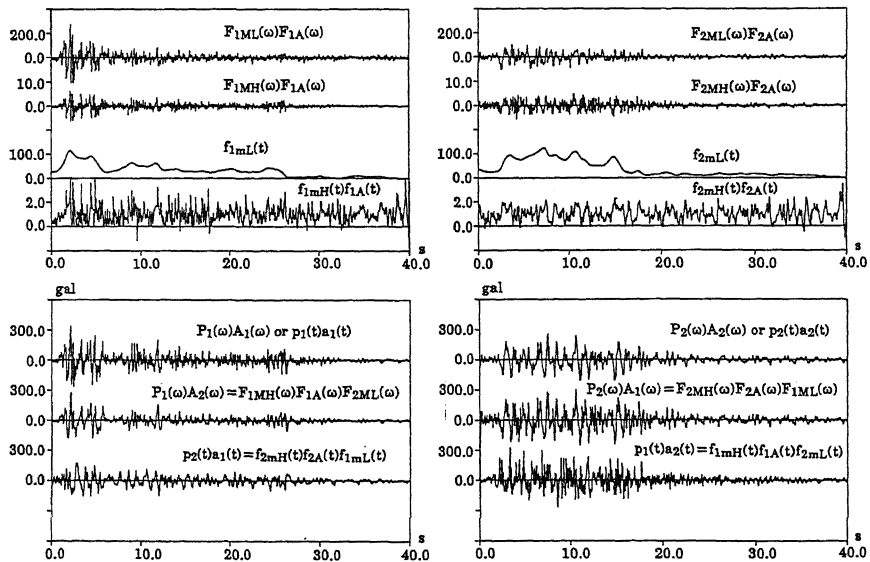 200.0
0.0
10.0
0.0
100.0
0.0
2.0
0.0
F1ML(ω)F1A(ω)
F1MH(ω)F1A(ω)
f1mL(t)
f1mH(t)f1A(t)
0.0 10.0 20.0 30.0 40.0
s
200.0
0.0
10.0
0.0
100.0
0.0
2.0
0.0
F2ML(ω)F2A(ω)
F2MH(ω)F2A(ω)
f2mL(t)
f2mH(t)f2A(t)
0.0 10.0 20.0 30.0 40.0
s
gal
300.0
0.0
300.0
0.0
300.0
0.0
P1(ω)A1(ω) or p1(t)a1(t)
P1(ω)A2(ω)=F1MH(ω)F1A(ω)F2ML(ω)
p2(t)a1(t)=f2mH(t)f2A(t)f1mL(t)
0.0 10.0 20.0 30.0 40.0
s
gal
300.0
0.0
300.0
0.0
300.0
0.0
P2(ω)A2(ω) or p2(t)a2(t)
P2(ω)A1(ω)=F2MH(ω)F2A(ω)F1ML(ω)
p1(t)a2(t)=f1mH(t)f1A(t)f2mL(t)
0.0 10.0 20.0 30.0 40.0
s